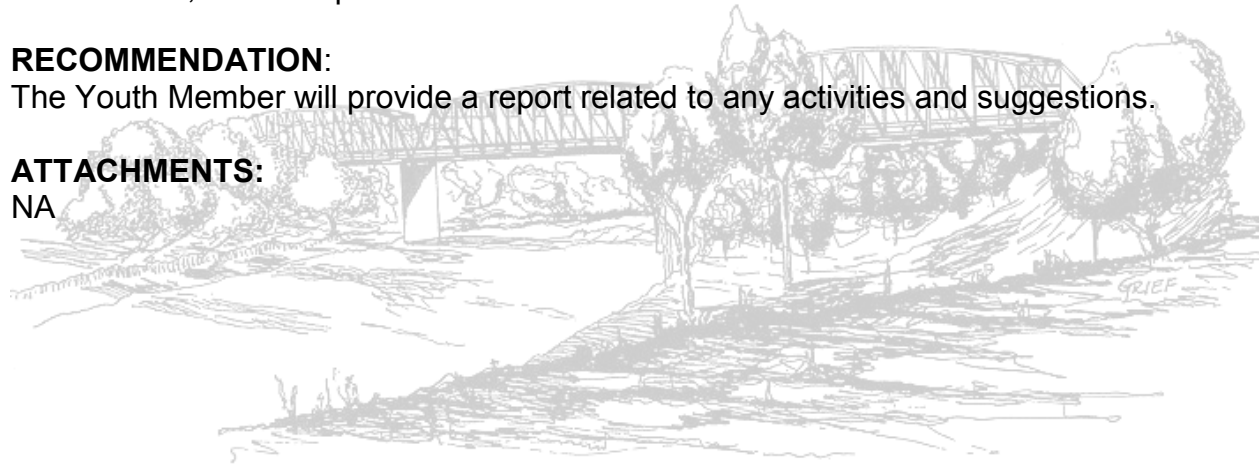 RECOMMENDATION:
The Youth Member will provide a report related to any activities and suggestions.
ATTACHMENTS:
NA
GRIEF